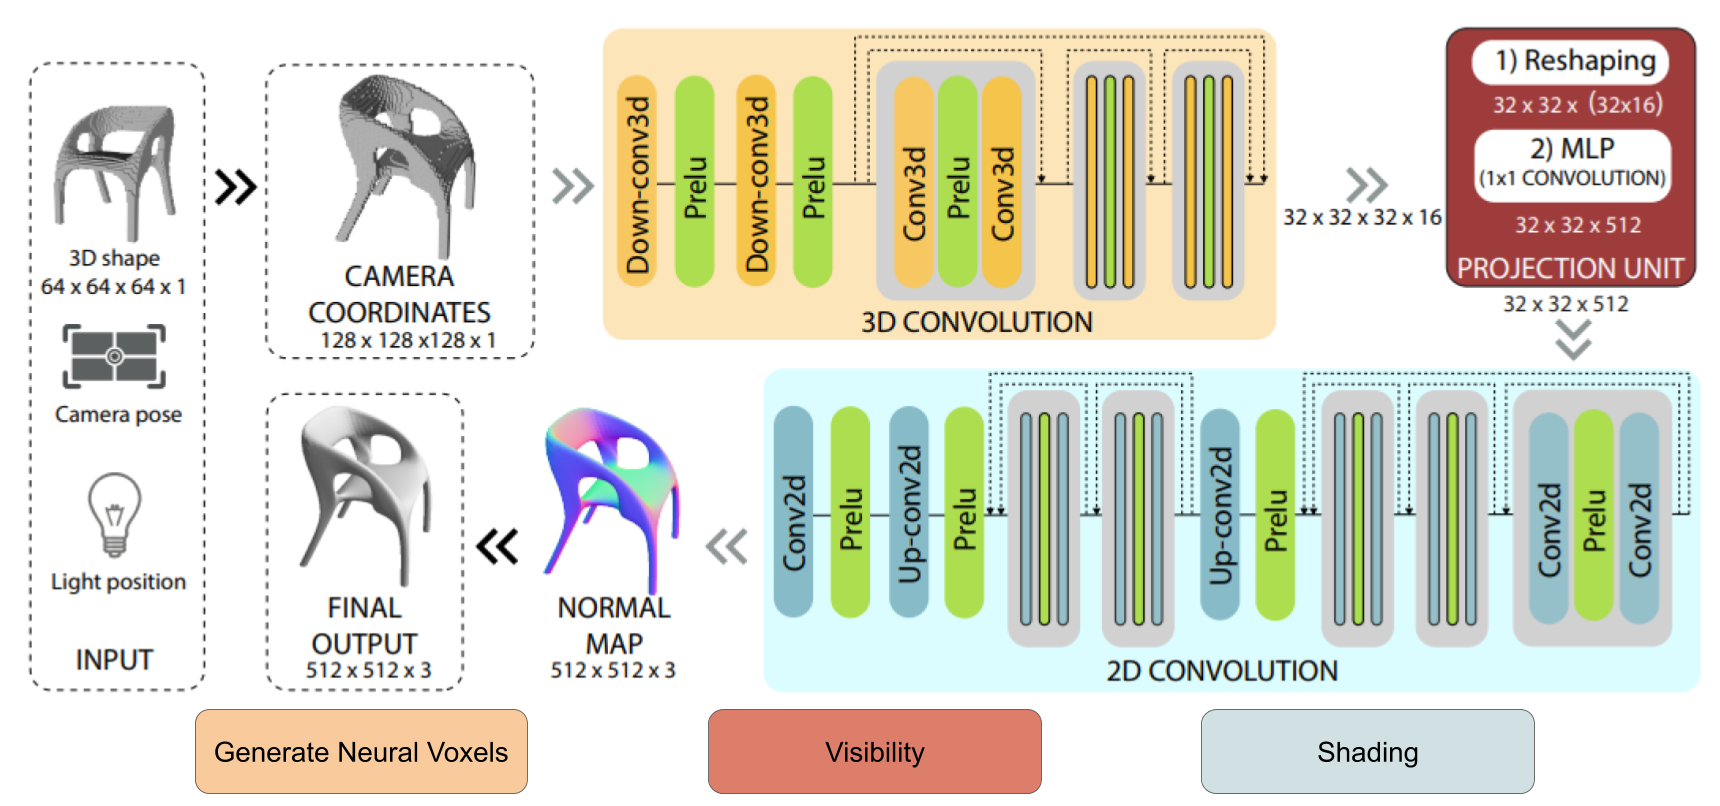 3D shape
64 x 64 x 64 x 1
Camera pose
Light position
INPUT
CAMERA
COORDINATES
128 x 128 x128 x 1
Down-conv3d
Prelu
Down-conv3d
Prelu
Conv3d
Prelu
Conv3d
3D CONVOLUTION
32 x 32 x 32 x 16
1) Reshaping
32 x 32 x (32x16)
2) MLP
(1x1 CONVOLUTION)
32 x 32 x 512
PROJECTION UNIT
32 x 32 x 512
Conv2d
Prelu
Up-conv2d
Prelu
Up-conv2d
Prelu
Conv2d
Prelu
Conv2d
2D CONVOLUTION
NORMAL
MAP
512 x 512 x 3
FINAL
OUTPUT
512 x 512 x 3
Generate Neural Voxels
Visibility
Shading